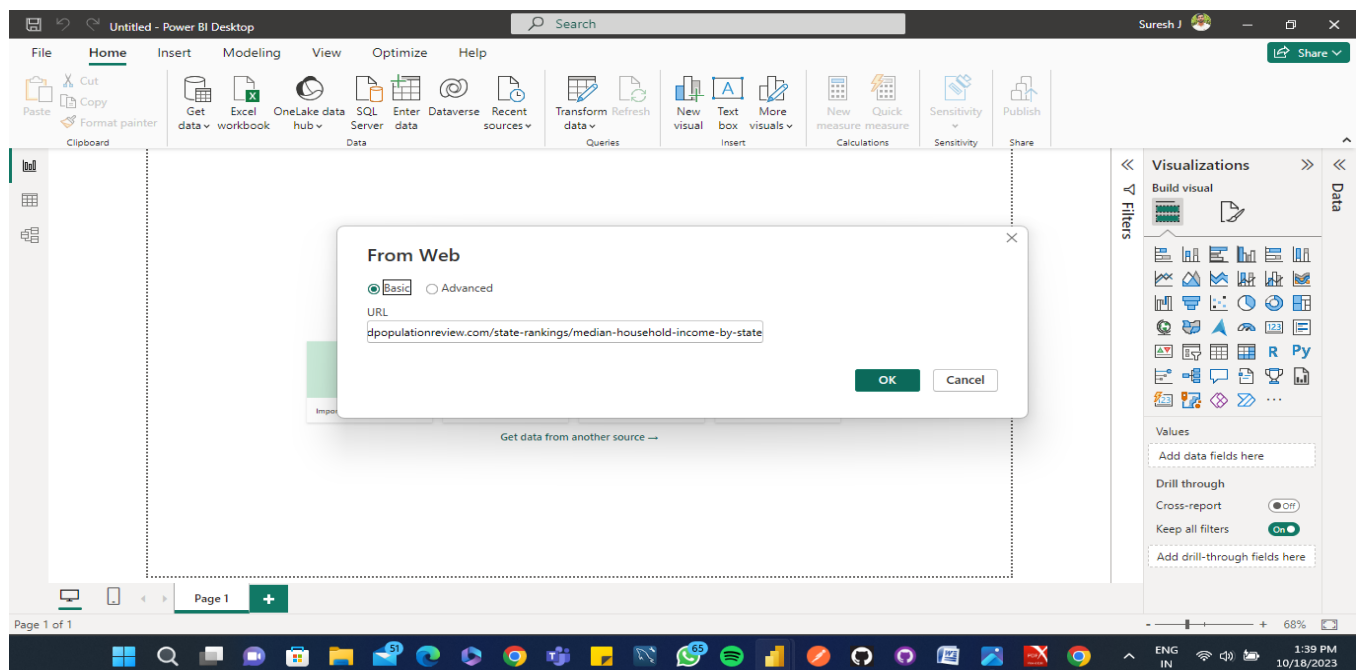 Untitled - Power BI Desktop
Search
Suresh J
File Home Insert Modeling View Optimize Help
Share
Paste
Cut
Copy
Format painter
Clipboard
Get data
Excel workbook
OneLake data hub
SQL Server
Enter data
Dataverse
Recent sources
Data
Transform data
Refresh
Queries
New visual
Text box
More visuals
Insert
New measure
Quick measure
Calculations
Sensitivity
Sensitivity
Publish
Share
Filters
Visualizations
Data
Build visual
From Web
Basic Advanced
URL
dpopulationreview.com/state-rankings/median-household-income-by-state
OK Cancel
Impor
Get data from another source →
123
R Py
123
...
Values
Add data fields here
Drill through
Cross-report Off
Keep all filters On
Add drill-through fields here
Page 1
+
Page 1 of 1
- + 68%
51
65
ENG
IN
1:39 PM
10/18/2023